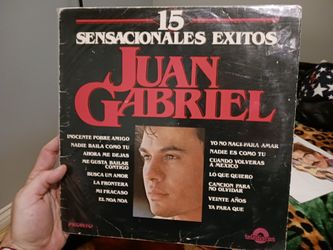 15
SENSACIONALES EXITOS
JUAN
GABRIEL
INOCENTE POBRE AMIGO
NADIE BAILA COMO TU
AHORA ME DEJAS
ME GUSTA BAILAR
CONTIGO
BUSCA UN AMOR
LA FRONTERA
MI FRACASO
EL NOA NOA
YO NO NACI PARA AMAR
NADIE ES COMO TU
CUANDO VOLVERAS
A MEXICO
LO QUE QUIERO
CANCION PARA
NO OLVIDAR
VEINTE AÑOS
YA PARA QUE
PRONTO